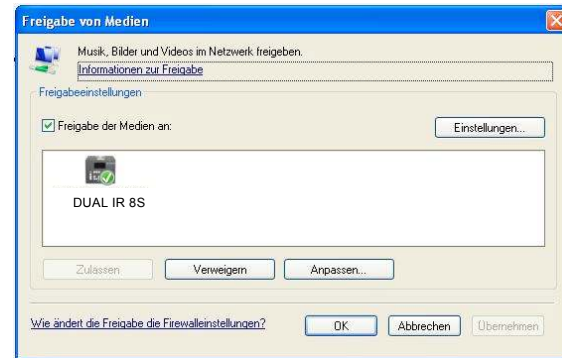 Freigabe von Medien
Musik, Bilder und Videos im Netzwerk freigeben.
Informationen zur Freigabe
Freigabeeinstellungen
Freigabe der Medien an:
Einstellungen...
DUAL IR 8S
Zulassen
Verweigern
Anpassen...
Wie ändert die Freigabe die Firewalleinstellungen?
OK
Abbrechen
Übernehmen